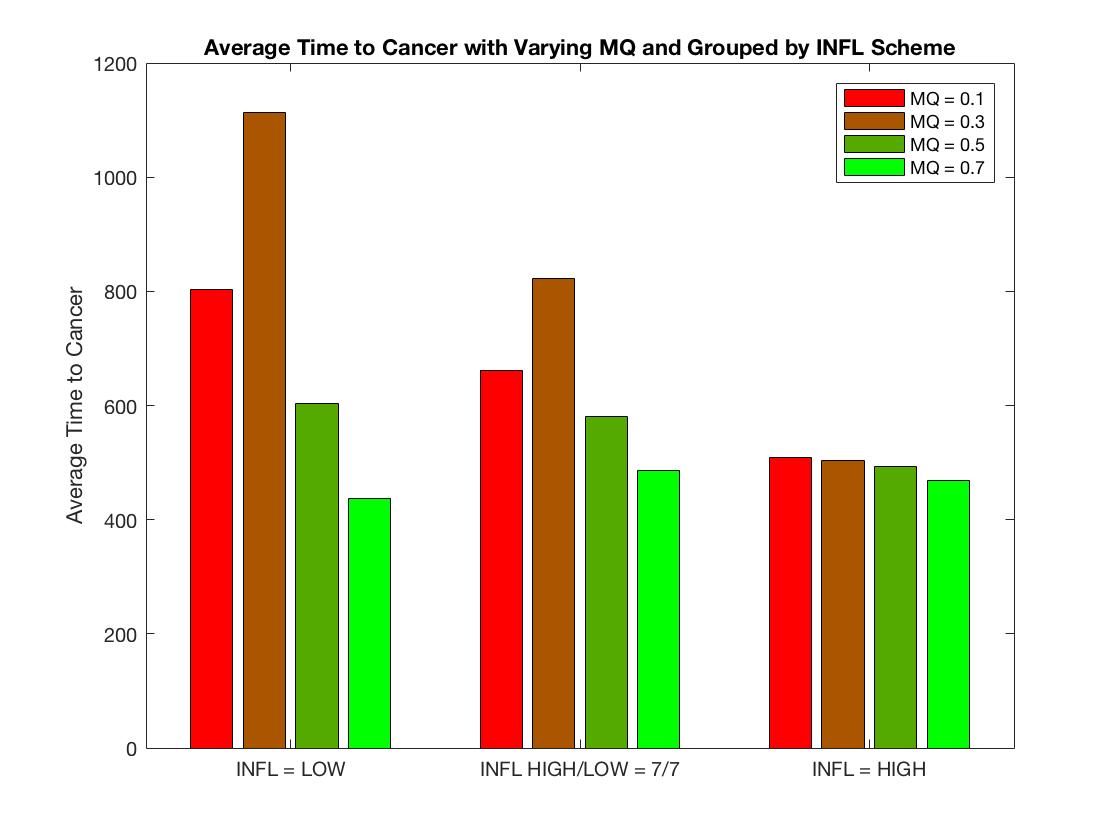 Average Time to Cancer with Varying MQ and Grouped by INFL Scheme
1200
1000
800
600
400
200
0
Average Time to Cancer
MQ = 0.1
MQ = 0.3
MQ = 0.5
MQ = 0.7
INFL = LOW
INFL HIGH/LOW = 7/7
INFL = HIGH